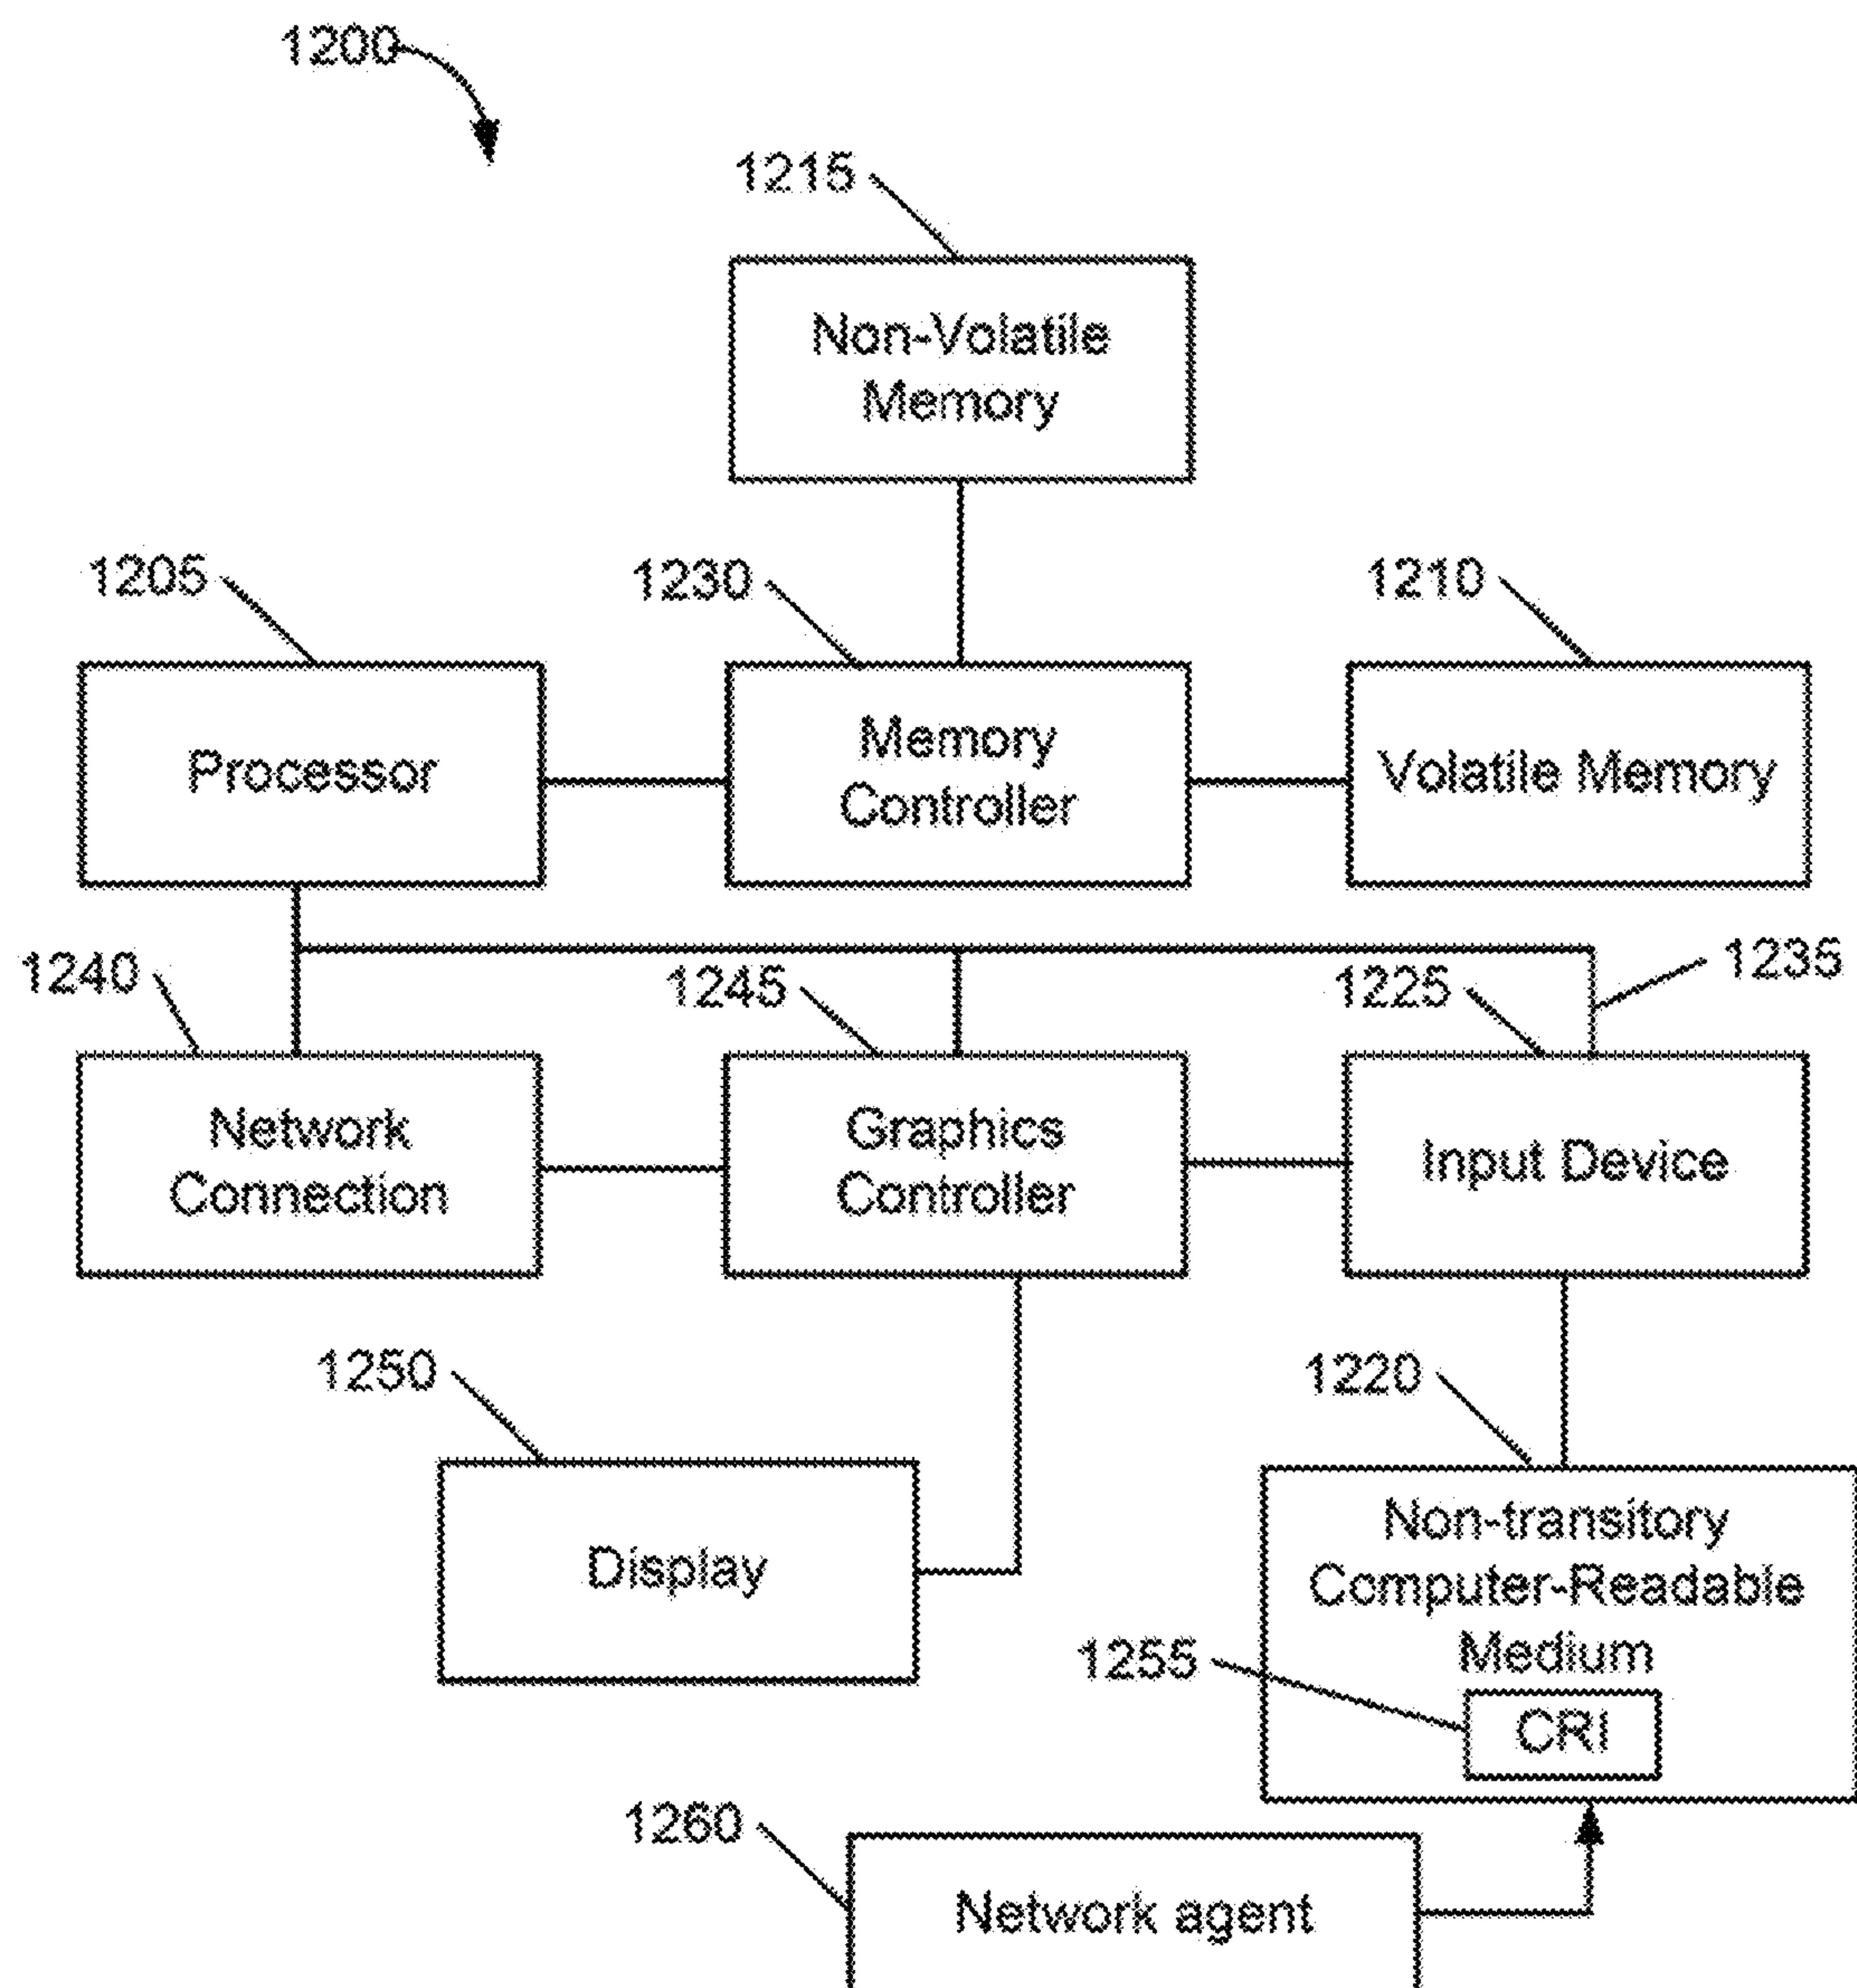 1200
1215
Non-Volatile
Memory
1205
1230
1210
Processor
Memory
Controller
Volatile Memory
1240
1245
1225
1235
Network
Connection
Graphics
Controller
Input Device
1250
1220
Display
Non-transitory
Computer-Readable
Medium
1255
CRI
1260
Network agent